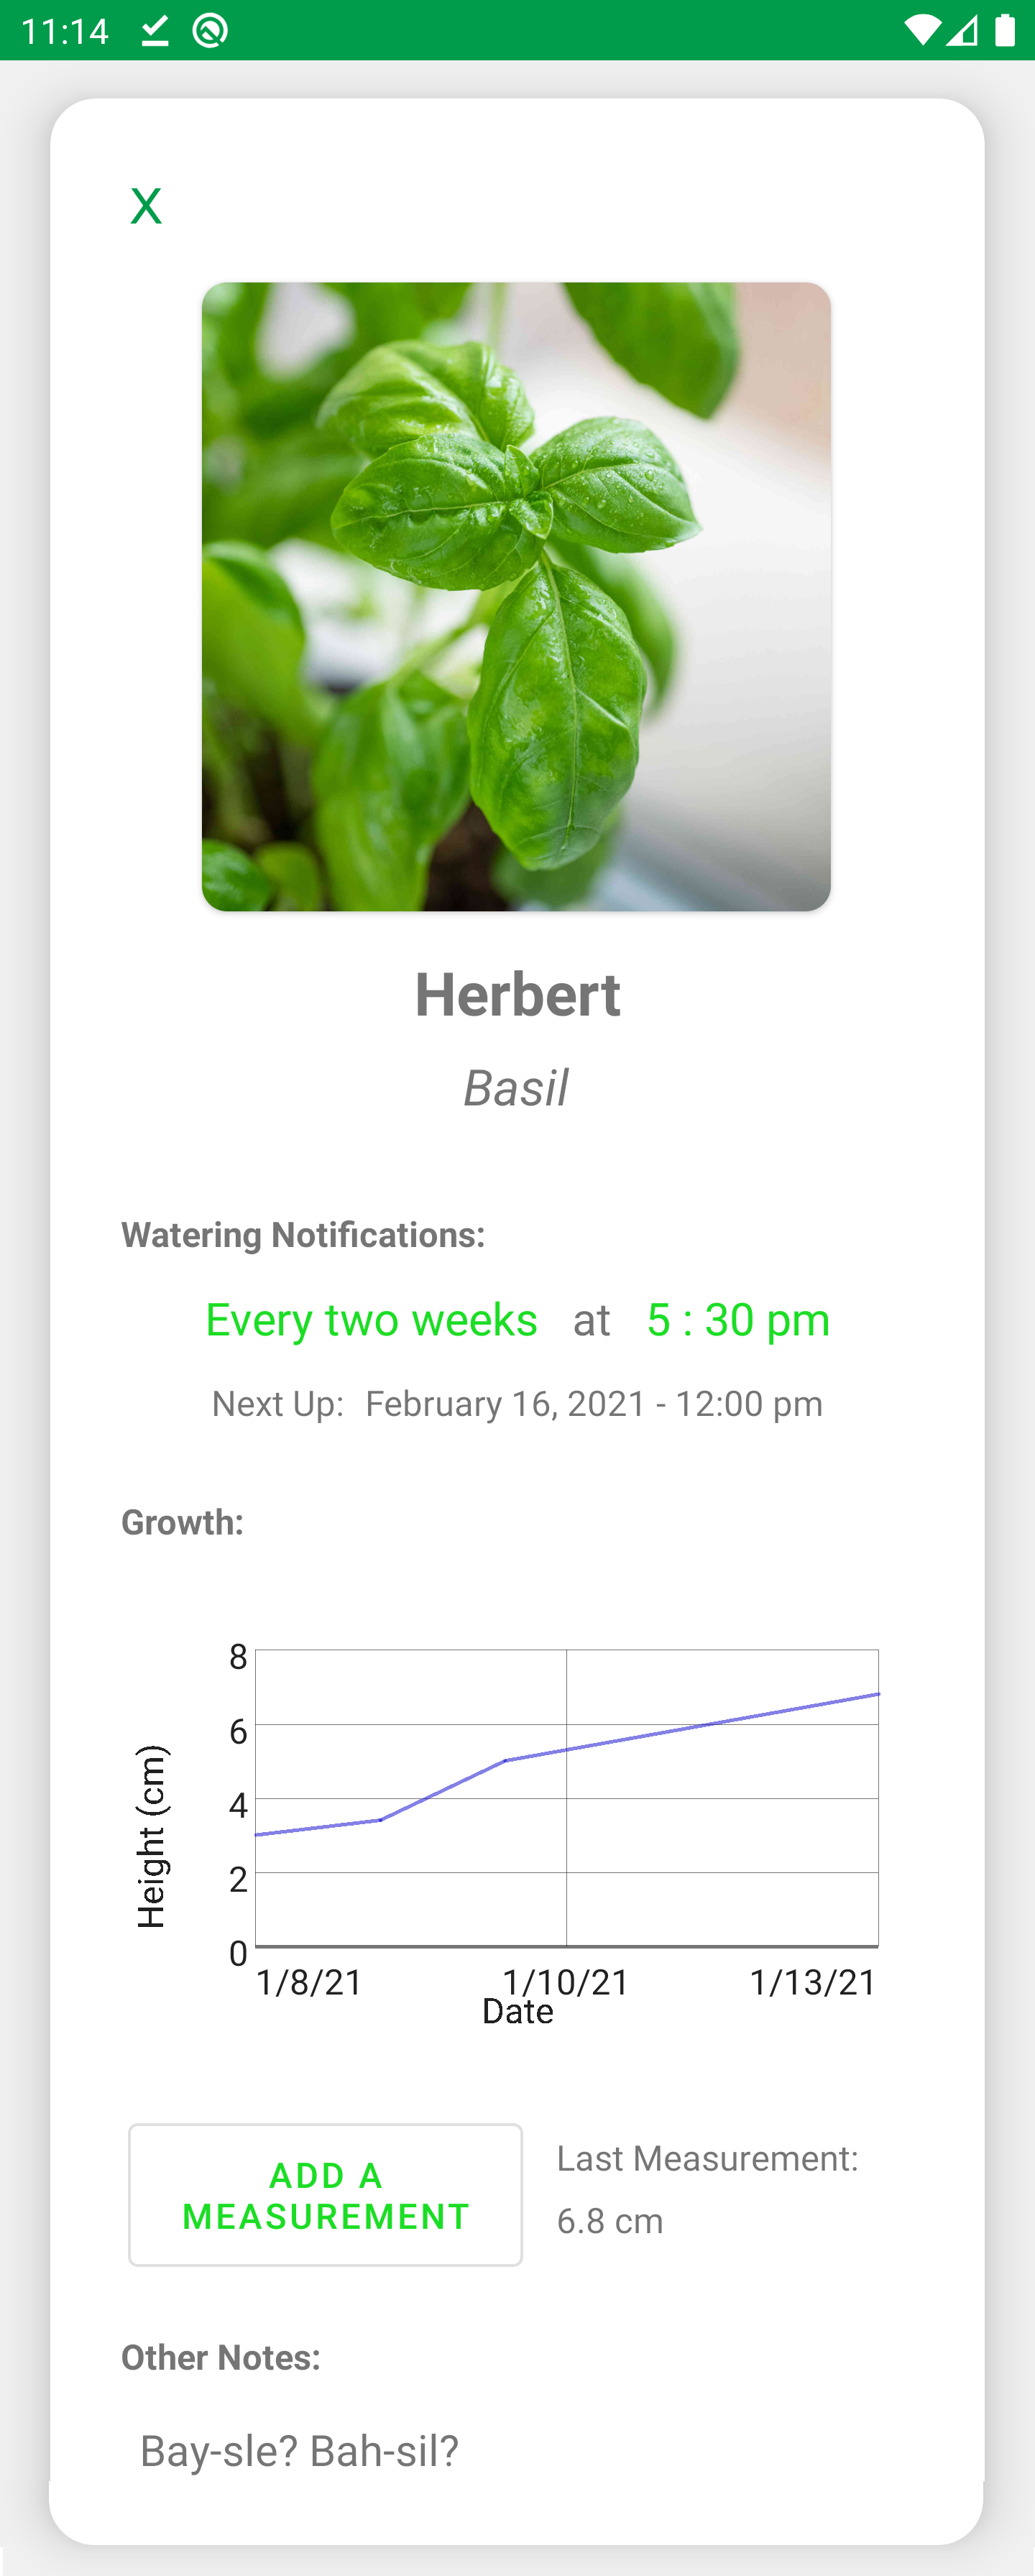 11:14
X
Herbert
Basil
Watering Notifications:
Every two weeks at 5 : 30 pm
Next Up: February 16, 2021 - 12:00 pm
Growth:
8
6
4
2
0
Height (cm)
1/8/21 1/10/21 1/13/21
Date
ADD A
MEASUREMENT
Last Measurement:
6.8 cm
Other Notes:
Bay-sle? Bah-sil?